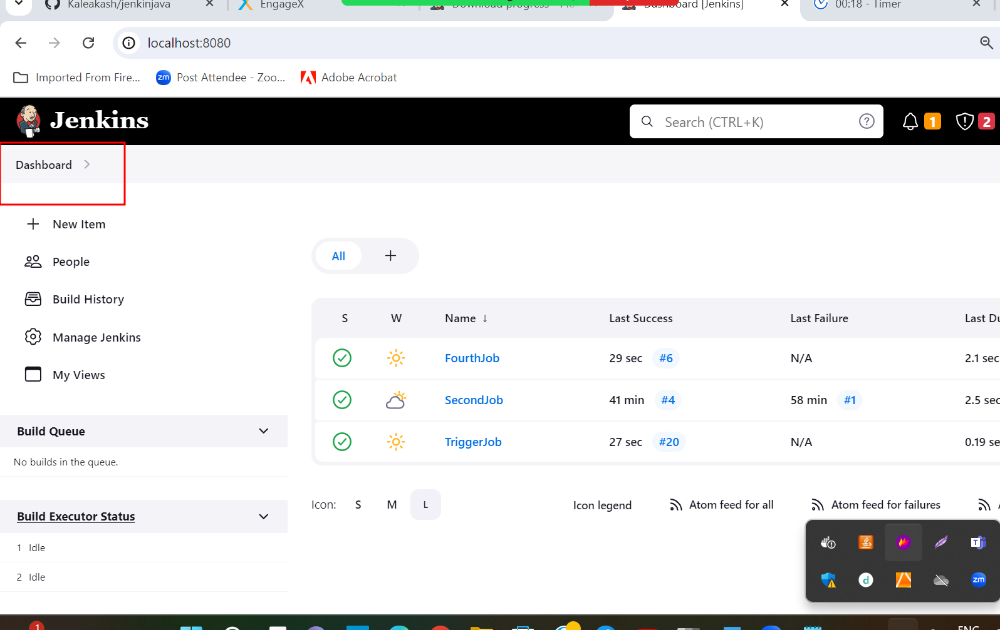 Kaleakash/jenkinjava
EngageX
Dashboard [Jenkins]
00:18 - Timer
localhost:8080
Imported From Fire...
zm
Post Attendee - Zoo...
Adobe Acrobat
Jenkins
Search (CTRL+K)
?
1
2
Dashboard
New Item
People
Build History
Manage Jenkins
My Views
All
+
S W Name ↓ Last Success Last Failure Last Du
FourthJob 29 sec #6 N/A 2.1 sec
SecondJob 41 min #4 58 min #1 2.5 sec
TriggerJob 27 sec #20 N/A 0.19 se
Build Queue
No builds in the queue.
Icon: S M L
Icon legend
Atom feed for all
Atom feed for failures
Build Executor Status
1 Idle
2 Idle
d
zm
1
ENG